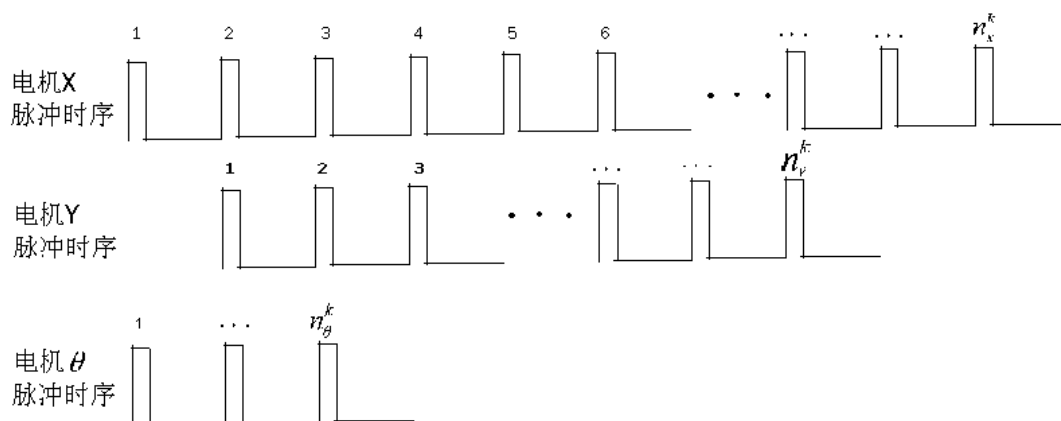 1 2 3 4 5 6 ... ... n_x^k
电机X
脉冲时序
1 2 3 ... ... n_y^k
电机Y
脉冲时序
1 ... n_θ^k
电机θ
脉冲时序